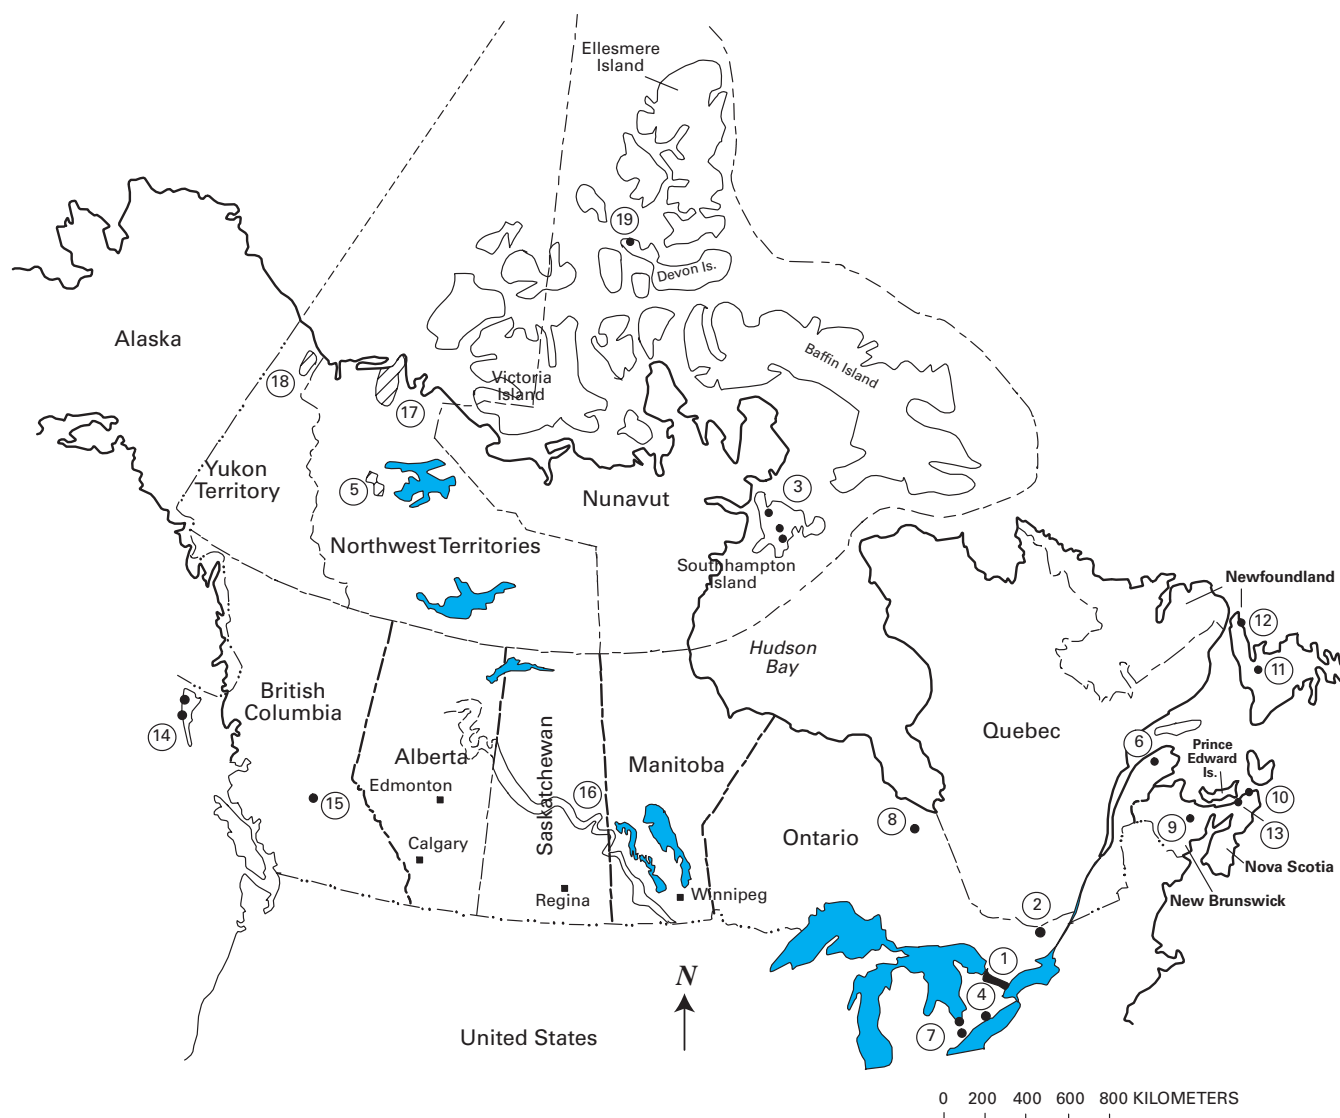 Ellesmere
Island
19
Devon Is.
Alaska
Baffin Island
18
Victoria
Island
17
Yukon
Territory
5
Nunavut
3
Northwest Territories
Southhampton
Island
Newfoundland
12
Hudson
Bay
11
British
Columbia
14
Quebec
6
Prince
Edward
Is.
Alberta
Saskatchewan
Manitoba
Edmonton
16
15
10
8
9
13
Ontario
Calgary
Nova Scotia
Regina
Winnipeg
New Brunswick
2
1
N
4
7
United States
0 200 400 600 800 KILOMETERS